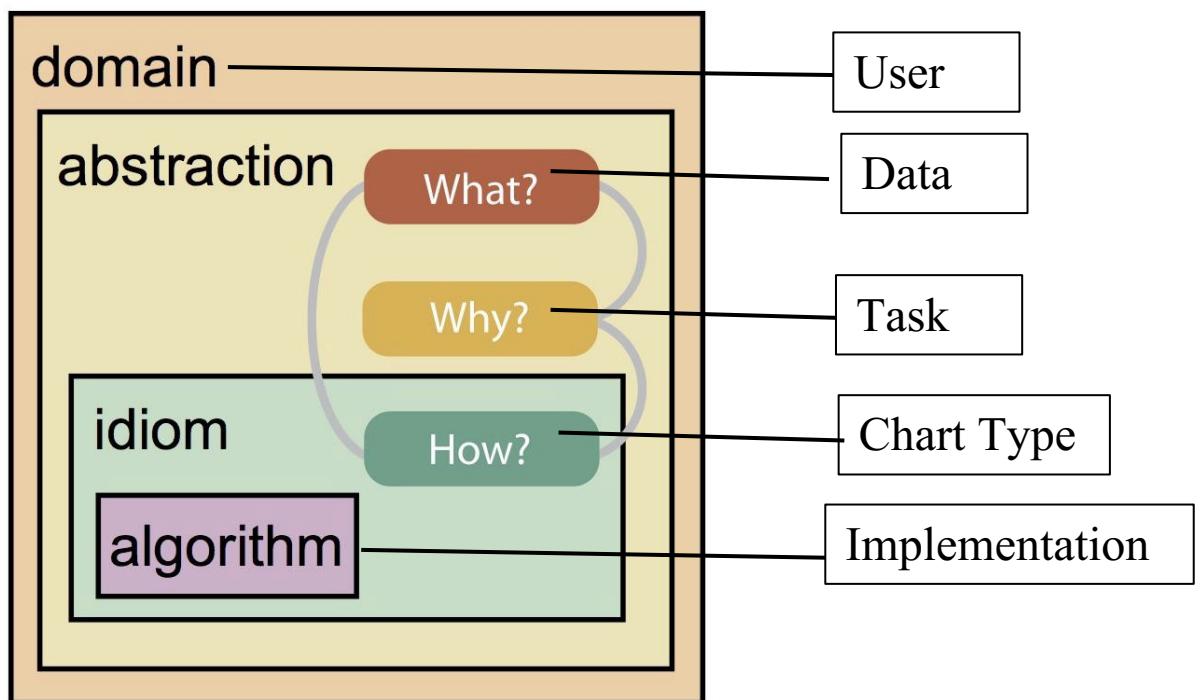 domain
User
abstraction
What?
Data
Why?
Task
idiom
How?
Chart Type
algorithm
Implementation